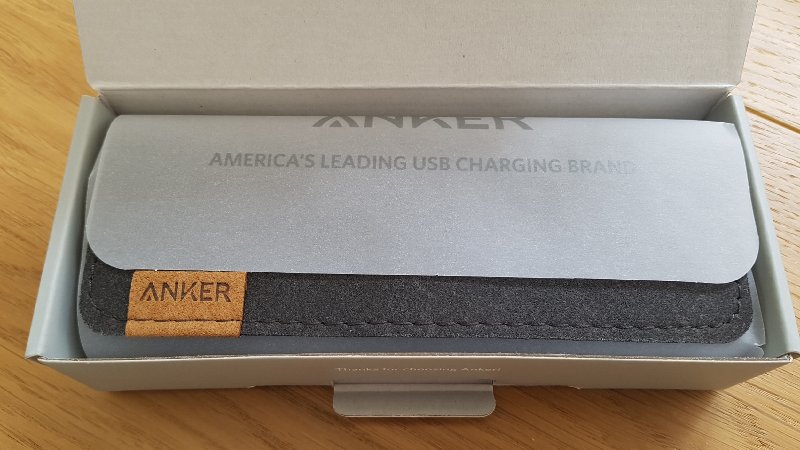 ANKER
AMERICA'S LEADING USB CHARGING BRAND
ANKER
Thanks for choosing Anker!